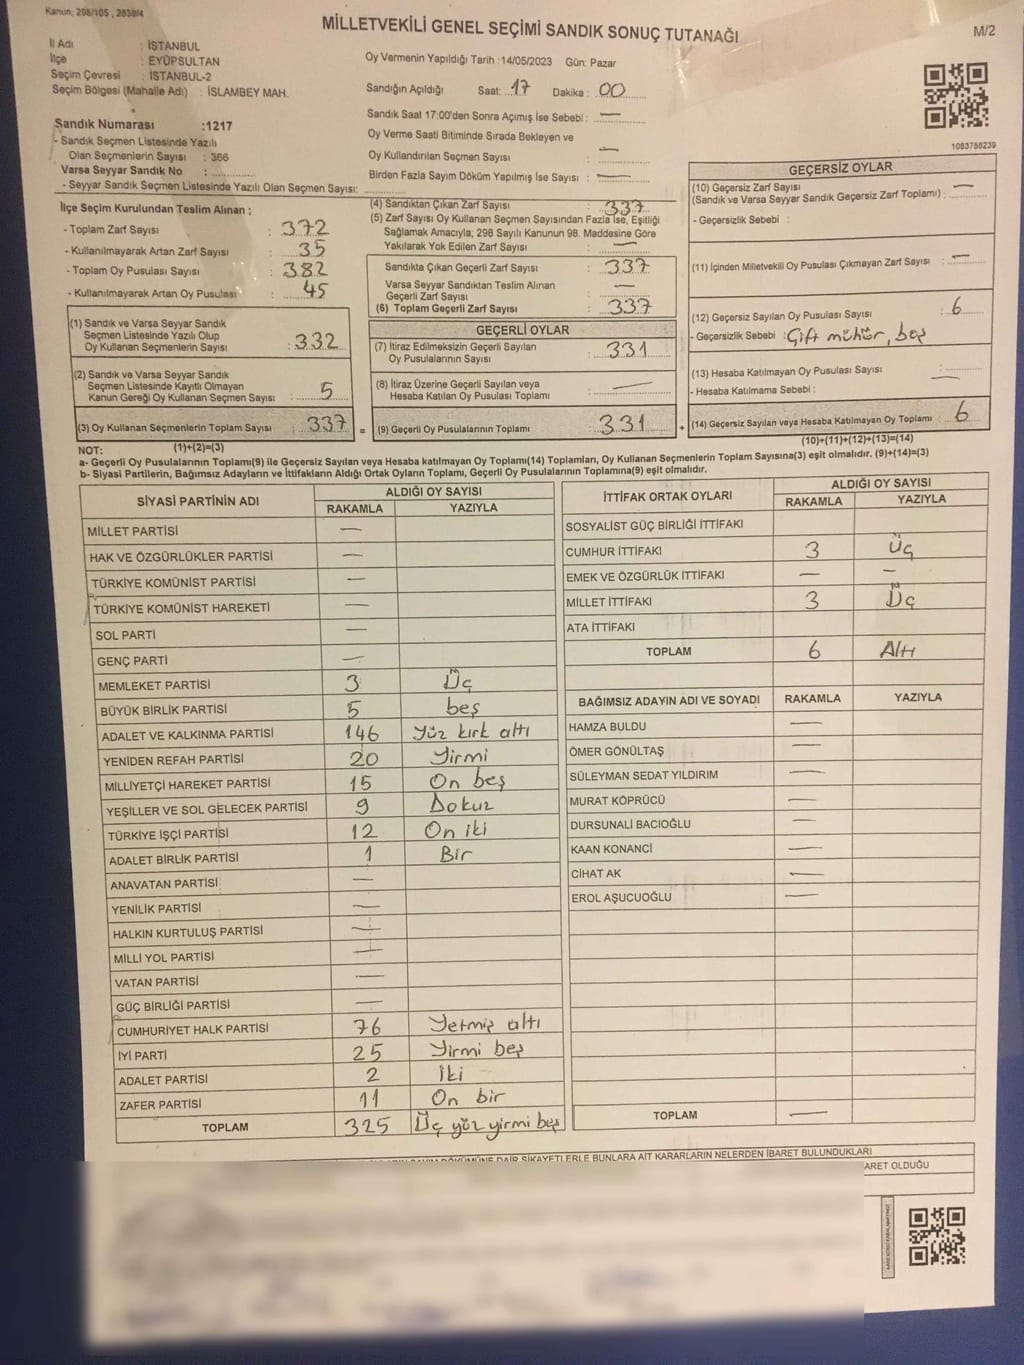 Kanun: 298/105 , 2839/4
MİLLETVEKİLİ GENEL SEÇİMİ SANDIK SONUÇ TUTANAĞI
M/2
İl Adı : İSTANBUL
İlçe : EYÜPSULTAN
Seçim Çevresi : İSTANBUL-2
Seçim Bölgesi (Mahalle Adı) : İSLAMBEY MAH.
Oy Vermenin Yapıldığı Tarih : 14/05/2023 Gün: Pazar
Sandığın Açıldığı Saat: 17 Dakika : 00
Sandık Saat 17:00'den Sonra Açımış İse Sebebi : —
Oy Verme Saati Bitiminde Sırada Bekleyen ve
Oy Kullandırılan Seçmen Sayısı : —
Birden Fazla Sayım Döküm Yapılmış İse Sayısı : —
1083780239
Sandık Numarası :1217
- Sandık Seçmen Listesinde Yazılı
Olan Seçmenlerin Sayısı : 366
Varsa Seyyar Sandık No :
- Seyyar Sandık Seçmen Listesinde Yazılı Olan Seçmen Sayısı:
İlçe Seçim Kurulundan Teslim Alınan :
- Toplam Zarf Sayısı : 372
- Kullanılmayarak Artan Zarf Sayısı : 35
- Toplam Oy Pusulası Sayısı : 382
- Kullanılmayarak Artan Oy Pusulası : 45
(1) Sandık ve Varsa Seyyar Sandık
Seçmen Listesinde Yazılı Olup
Oy Kullanan Seçmenlerin Sayısı : 332
(2) Sandık ve Varsa Seyyar Sandık
Seçmen Listesinde Kayıtlı Olmayan
Kanun Gereği Oy Kullanan Seçmen Sayısı : 5
(3) Oy Kullanan Seçmenlerin Toplam Sayısı : 337
(4) Sandıktan Çıkan Zarf Sayısı : 337
(5) Zarf Sayısı Oy Kullanan Seçmen Sayısından Fazla İse, Eşitliği
Sağlamak Amacıyla; 298 Sayılı Kanunun 98. Maddesine Göre
Yakılarak Yok Edilen Zarf Sayısı : —
Sandıkta Çıkan Geçerli Zarf Sayısı : 337
Varsa Seyyar Sandıktan Teslim Alınan
Geçerli Zarf Sayısı : —
(6) Toplam Geçerli Zarf Sayısı : 337
GEÇERLİ OYLAR
(7) İtiraz Edilmeksizin Geçerli Sayılan
Oy Pusulalarının Sayısı : 331
(8) İtiraz Üzerine Geçerli Sayılan veya
Hesaba Katılan Oy Pusulası Toplamı : —
= (9) Geçerli Oy Pusulalarının Toplamı : 331
GEÇERSİZ OYLAR
(10) Geçersiz Zarf Sayısı
(Sandık ve Varsa Seyyar Sandık Geçersiz Zarf Toplamı) : —
- Geçersizlik Sebebi :
(11) İçinden Milletvekili Oy Pusulası Çıkmayan Zarf Sayısı : —
(12) Geçersiz Sayılan Oy Pusulası Sayısı : 6
- Geçersizlik Sebebi : Çift mühür, boş
(13) Hesaba Katılmayan Oy Pusulası Sayısı : —
- Hesaba Katılmama Sebebi :
+ (14) Geçersiz Sayılan veya Hesaba Katılmayan Oy Toplamı : 6
NOT: (1)+(2)=(3)
(10)+(11)+(12)+(13)=(14)
a- Geçerli Oy Pusulalarının Toplamı(9) ile Geçersiz Sayılan veya Hesaba katılmayan Oy Toplamı(14) Toplamları, Oy Kullanan Seçmenlerin Toplam Sayısına(3) eşit olmalıdır. (9)+(14)=(3)
b- Siyasi Partilerin, Bağımsız Adayların ve İttifakların Aldığı Ortak Oyların Toplamı, Geçerli Oy Pusulalarının Toplamına(9) eşit olmalıdır.
SİYASİ PARTİNİN ADI ALDIĞI OY SAYISI
RAKAMLA YAZIYLA
MİLLET PARTİSİ —
HAK VE ÖZGÜRLÜKLER PARTİSİ —
TÜRKİYE KOMÜNİST PARTİSİ —
TÜRKİYE KOMÜNİST HAREKETİ —
SOL PARTİ —
GENÇ PARTİ —
MEMLEKET PARTİSİ 3 Üç
BÜYÜK BİRLİK PARTİSİ 5 beş
ADALET VE KALKINMA PARTİSİ 146 Yüz kırk altı
YENİDEN REFAH PARTİSİ 20 Yirmi
MİLLİYETÇİ HAREKET PARTİSİ 15 On beş
YEŞİLLER VE SOL GELECEK PARTİSİ 9 Dokuz
TÜRKİYE İŞÇİ PARTİSİ 12 On iki
ADALET BİRLİK PARTİSİ 1 Bir
ANAVATAN PARTİSİ —
YENİLİK PARTİSİ —
HALKIN KURTULUŞ PARTİSİ —
MİLLİ YOL PARTİSİ —
VATAN PARTİSİ —
GÜÇ BİRLİĞİ PARTİSİ —
CUMHURİYET HALK PARTİSİ 76 Yetmiş altı
İYİ PARTİ 25 Yirmi beş
ADALET PARTİSİ 2 İki
ZAFER PARTİSİ 11 On bir
TOPLAM 325 Üç yüz yirmi beş
İTTİFAK ORTAK OYLARI ALDIĞI OY SAYISI
RAKAMLA YAZIYLA
SOSYALİST GÜÇ BİRLİĞİ İTTİFAKI
CUMHUR İTTİFAKI 3 Üç
EMEK VE ÖZGÜRLÜK İTTİFAKI — —
MİLLET İTTİFAKI 3 Üç
ATA İTTİFAKI
TOPLAM 6 Altı
BAĞIMSIZ ADAYIN ADI VE SOYADI RAKAMLA YAZIYLA
HAMZA BULDU —
ÖMER GÖNÜLTAŞ —
SÜLEYMAN SEDAT YILDIRIM —
MURAT KÖPRÜCÜ —
DURSUNALİ BACIOĞLU —
KAAN KONANCİ —
CİHAT AK —
EROL AŞUCUOĞLU —
TOPLAM —
DAİR ŞİKAYETLERLE BUNLARA AİT KARARLARIN NELERDEN İBARET BULUNDUKLARI
ARET OLDUĞU